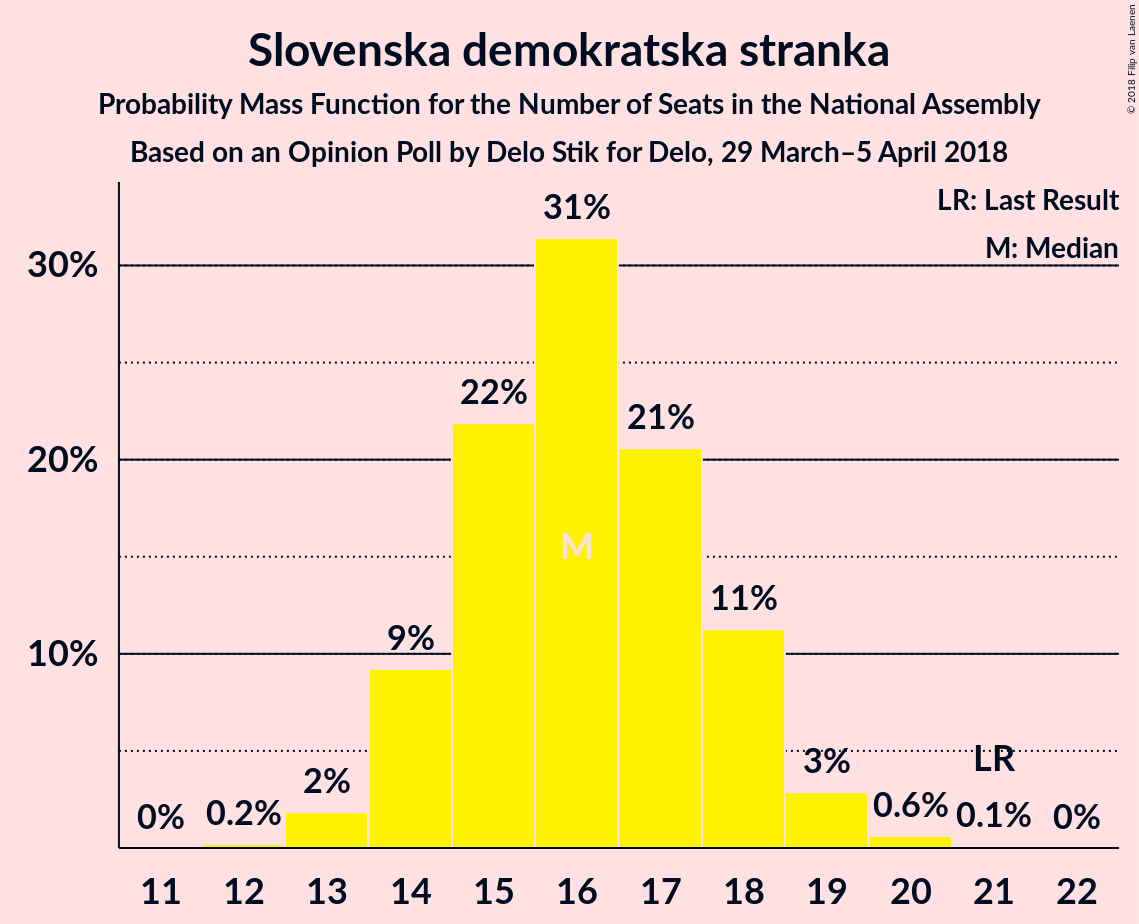 Slovenska demokratska stranka
Probability Mass Function for the Number of Seats in the National Assembly
Based on an Opinion Poll by Delo Stik for Delo, 29 March–5 April 2018
© 2018 Filip van Laenen
LR: Last Result
M: Median
30%
20%
10%
0%
0.2%
2%
9%
22%
31%
21%
11%
3%
0.6%
0.1%
0%
M
LR
11 12 13 14 15 16 17 18 19 20 21 22